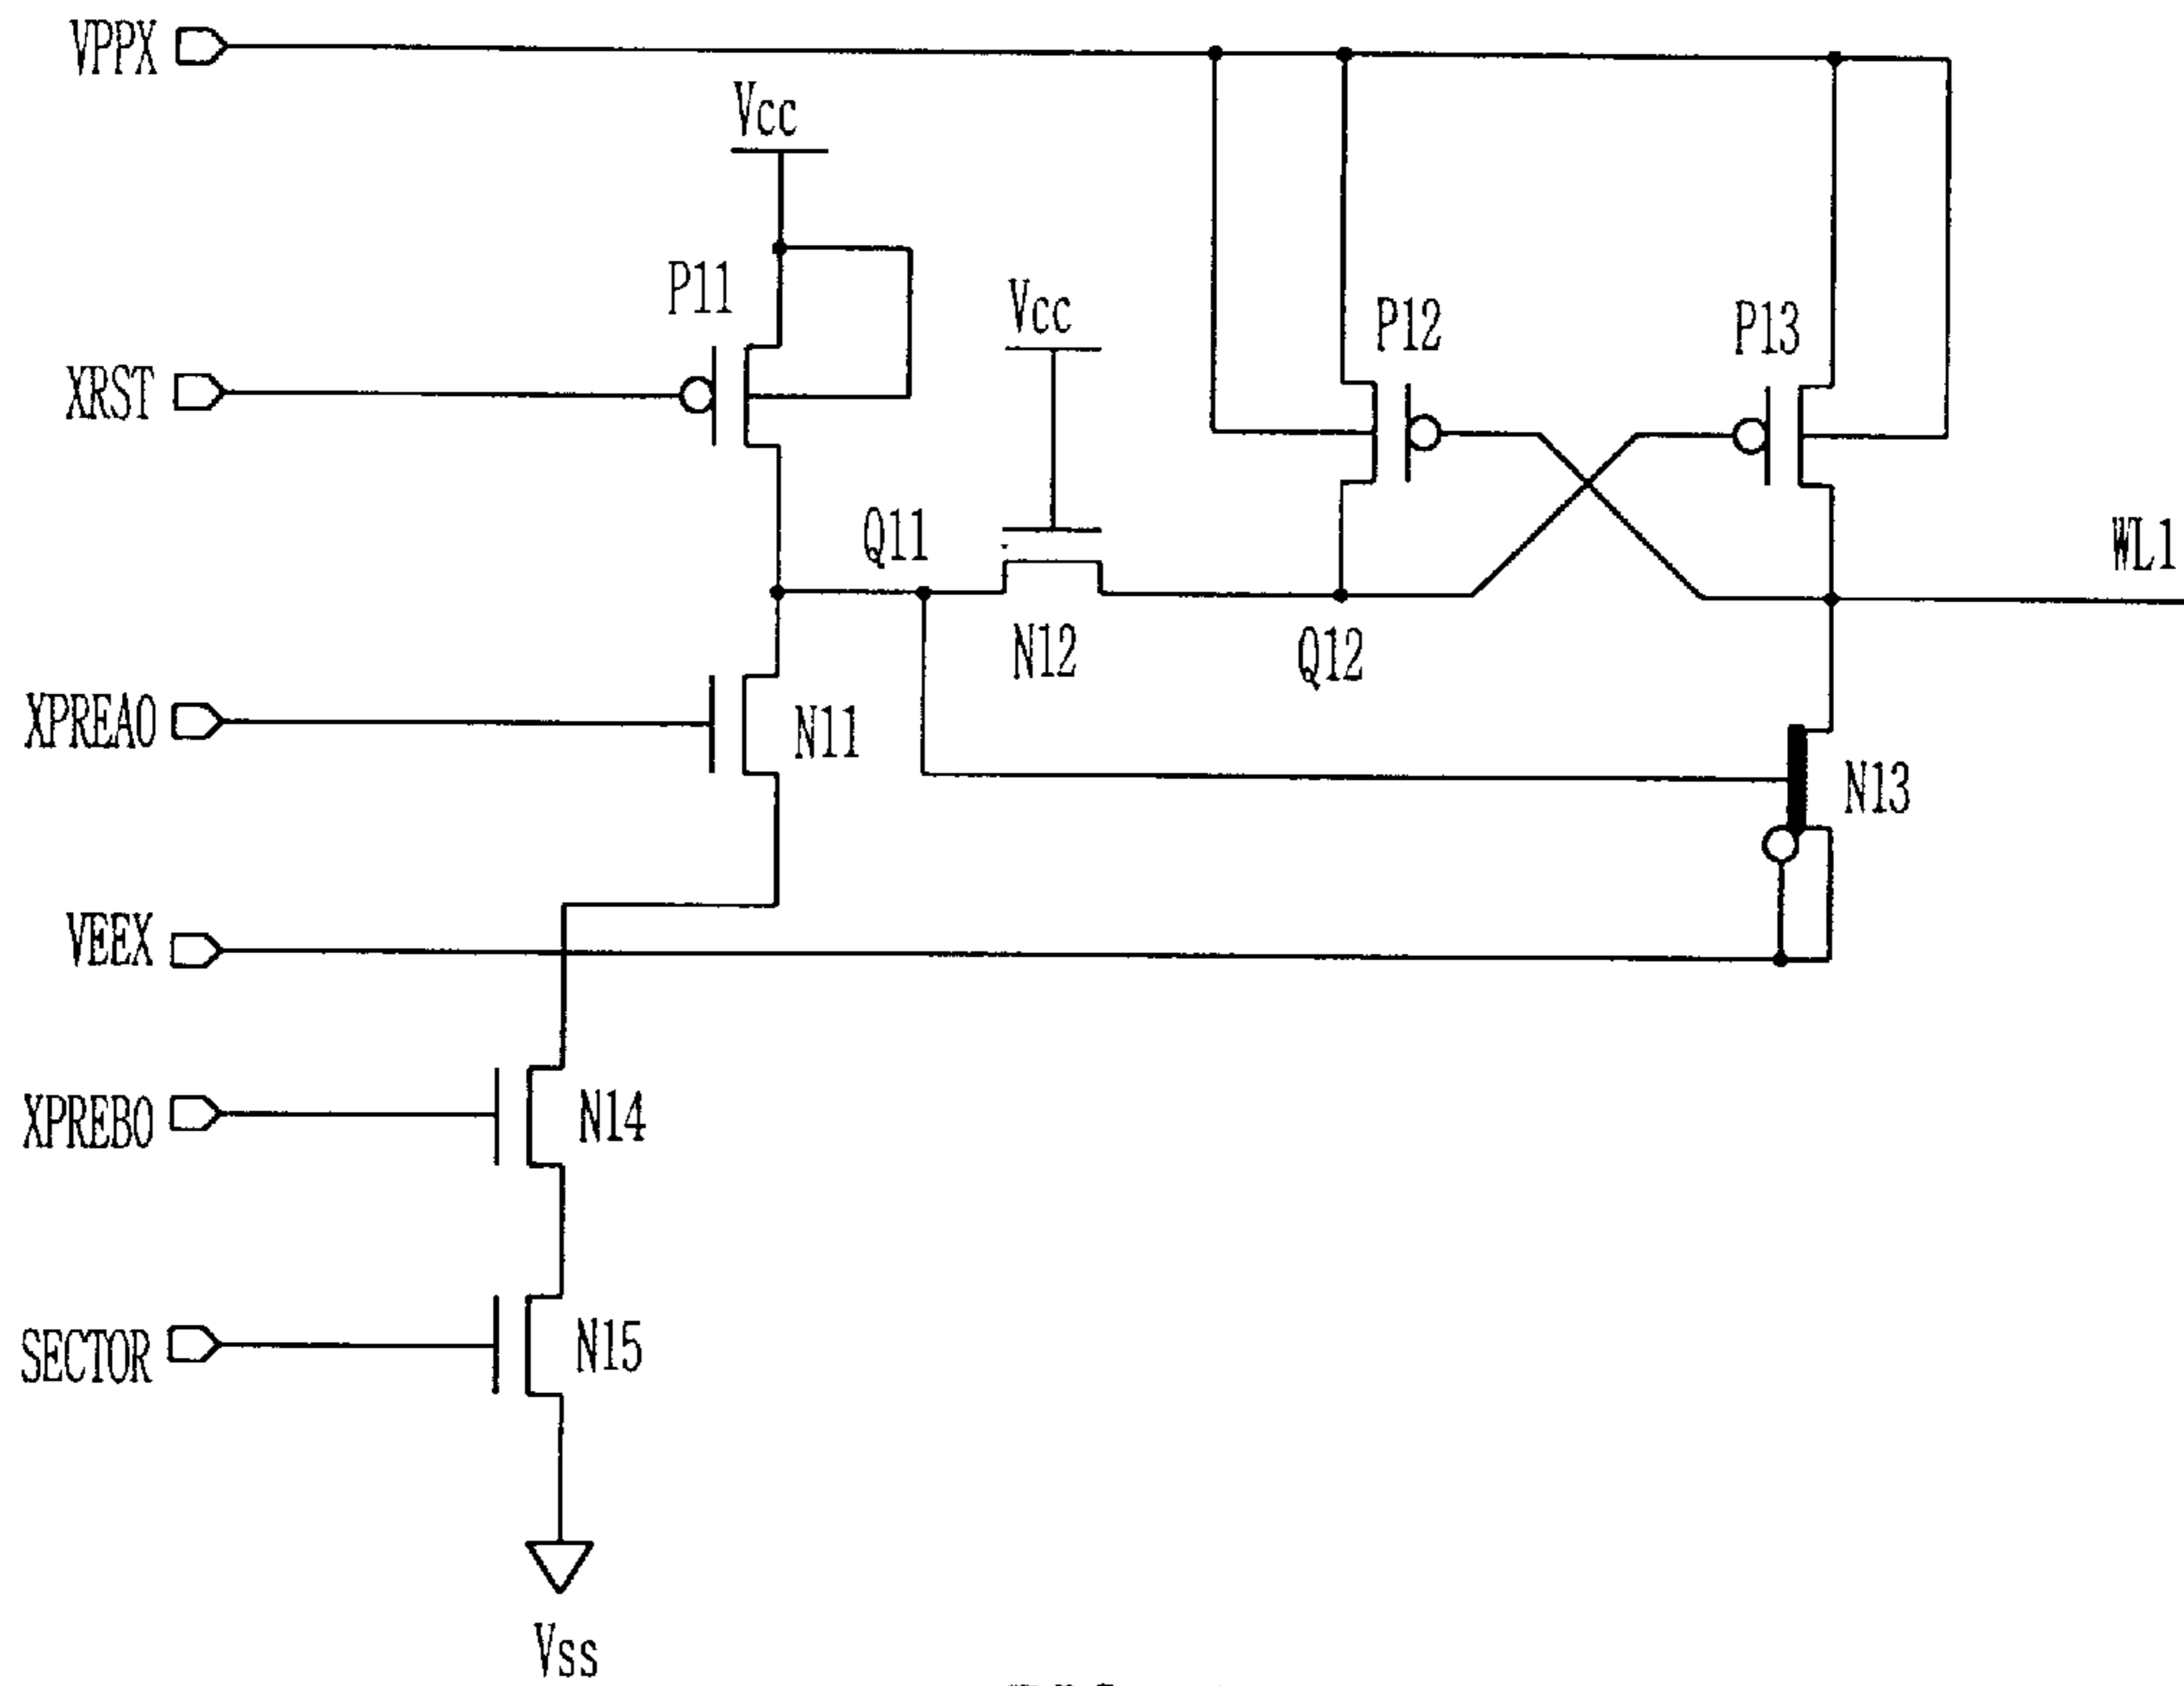 VPPX
Vcc
P11
Vcc
P12
P13
XRST
Q11
WL1
N12
Q12
XPREA0
N11
N13
VEEX
XPREB0
N14
SECTOR
N15
Vss